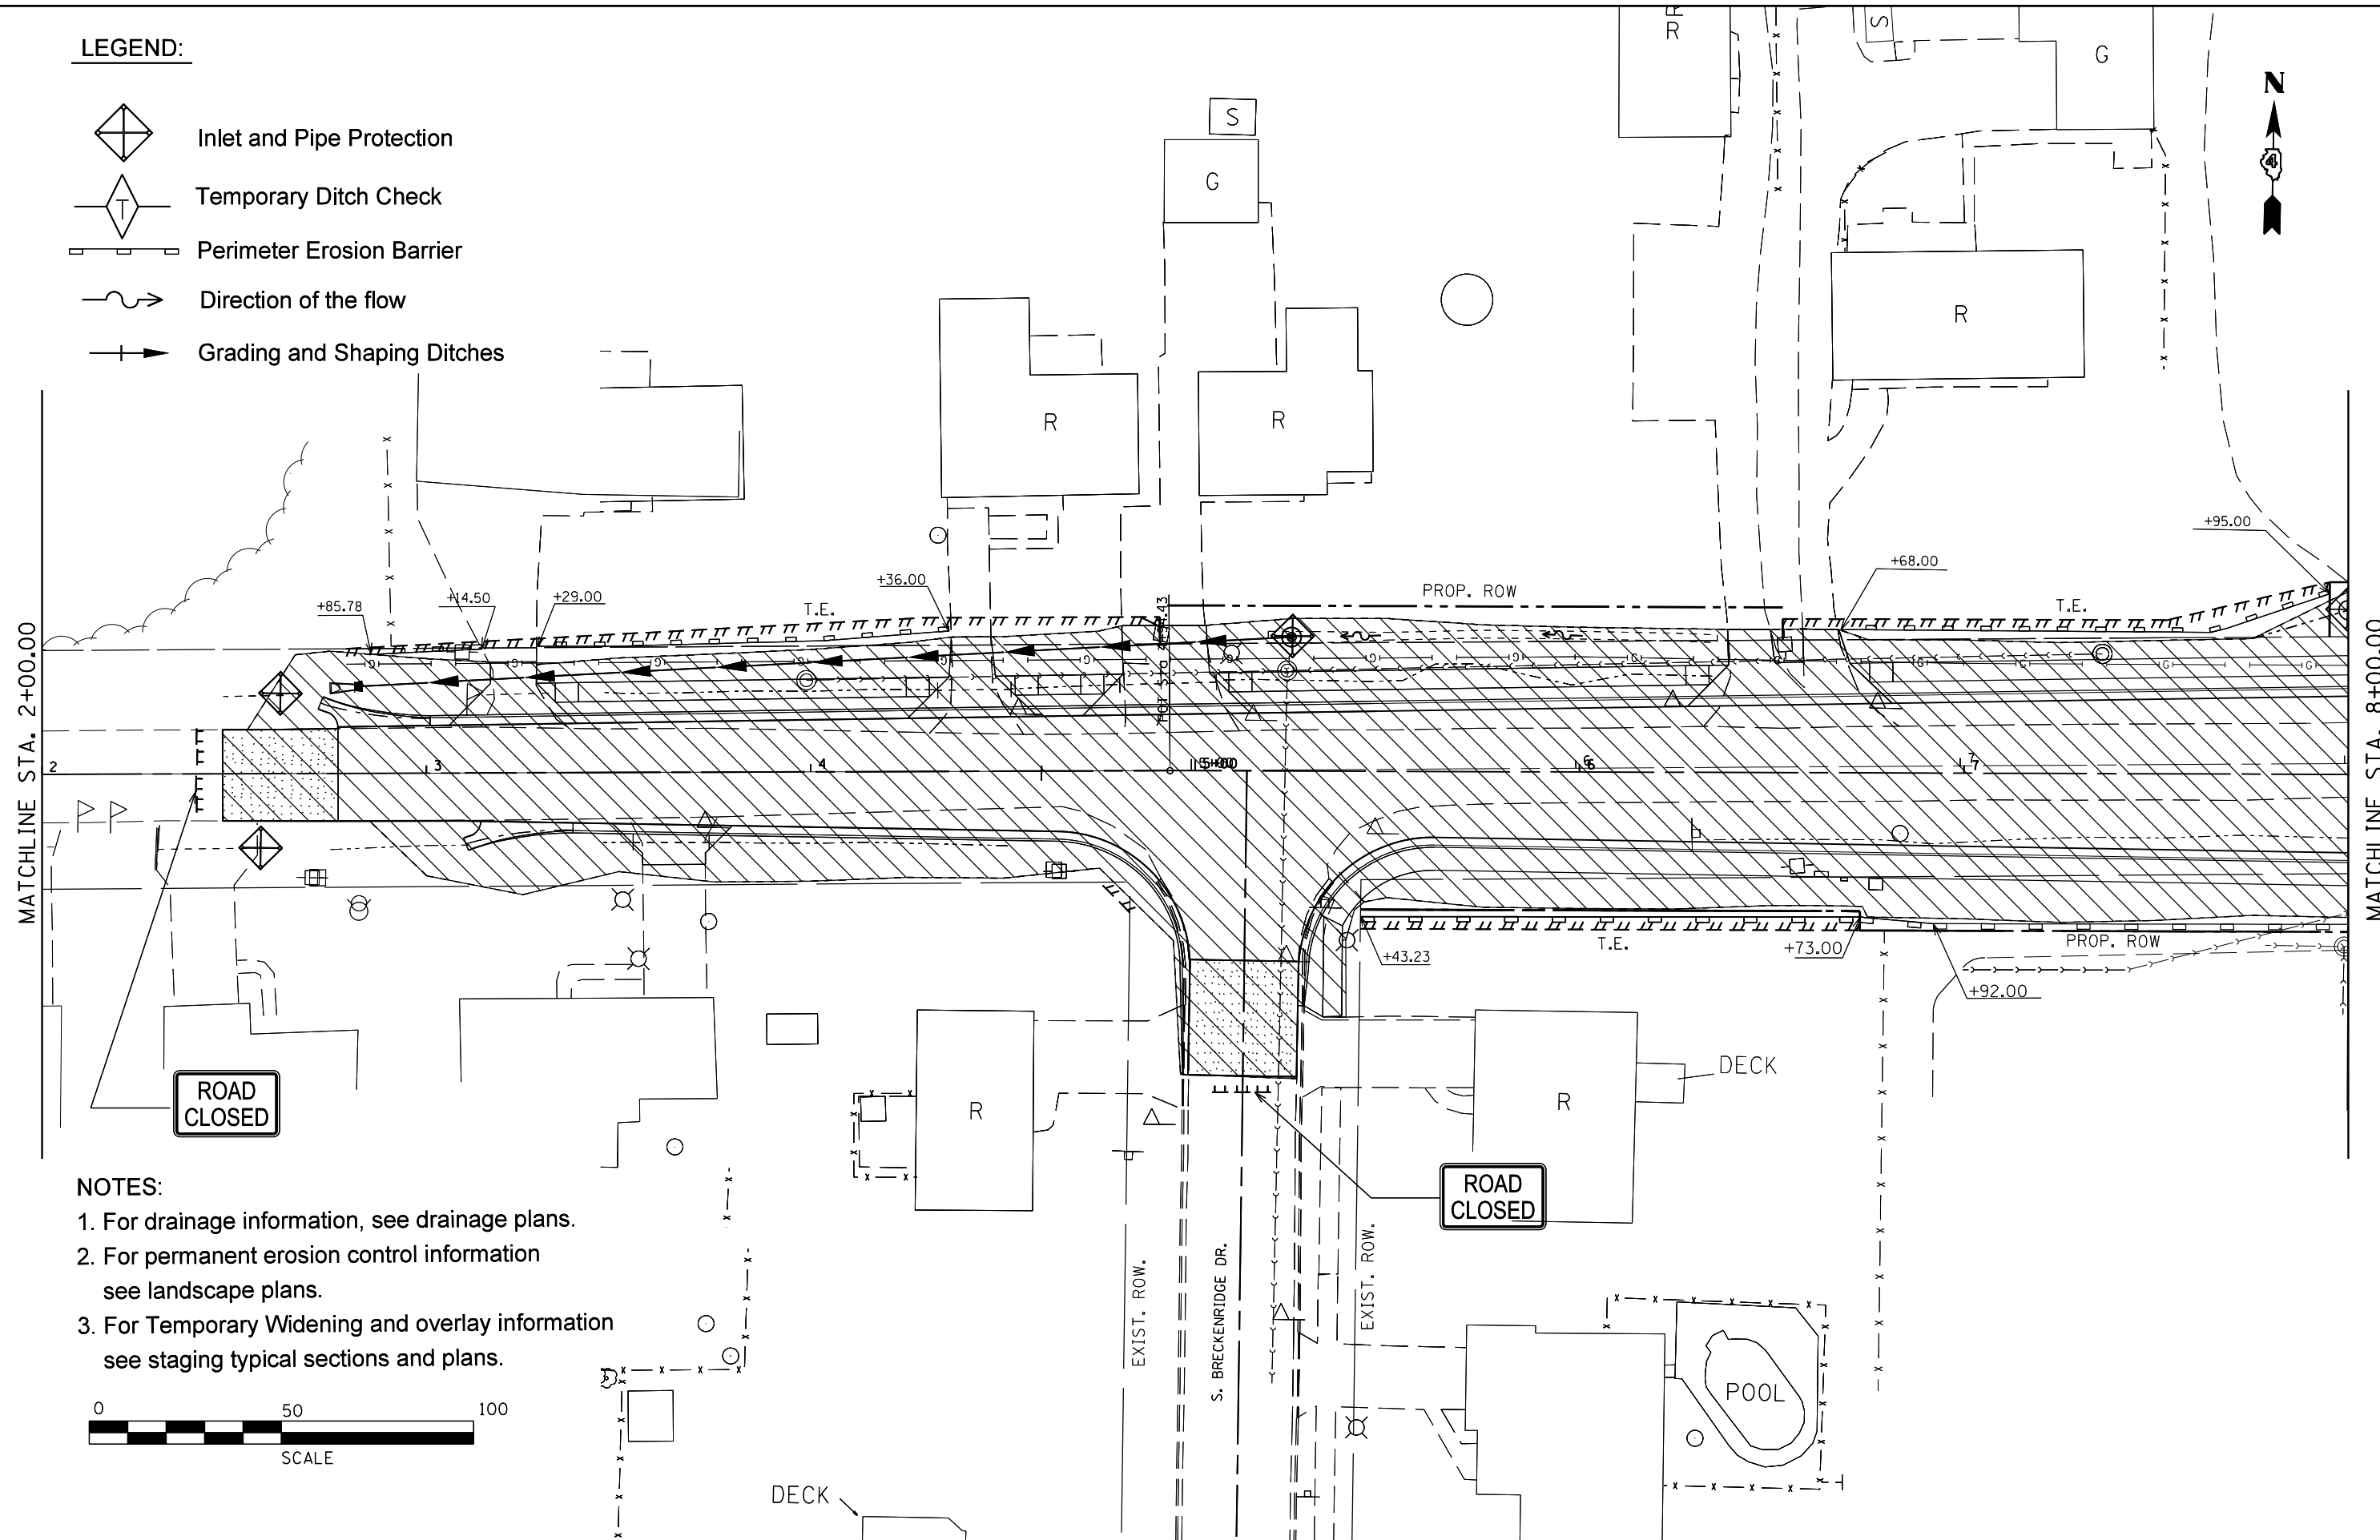 LEGEND:
Inlet and Pipe Protection
T
Temporary Ditch Check
Perimeter Erosion Barrier
Direction of the flow
Grading and Shaping Ditches
R
S
G
N
4
S
G
R
R
R
+95.00
+68.00
PROP. ROW
T.E.
+36.00
+29.00
+14.50
+85.78
T.E.
MATCHLINE STA. 2+00.00
MATCHLINE STA. 8+00.00
2
3
4
5+00
6
6
7
7
+43.23
T.E.
+73.00
PROP. ROW
+92.00
ROAD
CLOSED
R
R
DECK
ROAD
CLOSED
NOTES:
1. For drainage information, see drainage plans.
2. For permanent erosion control information
see landscape plans.
3. For Temporary Widening and overlay information
see staging typical sections and plans.
EXIST. ROW.
S. BRECKENRIDGE DR.
EXIST. ROW.
POOL
0 50 100
SCALE
DECK